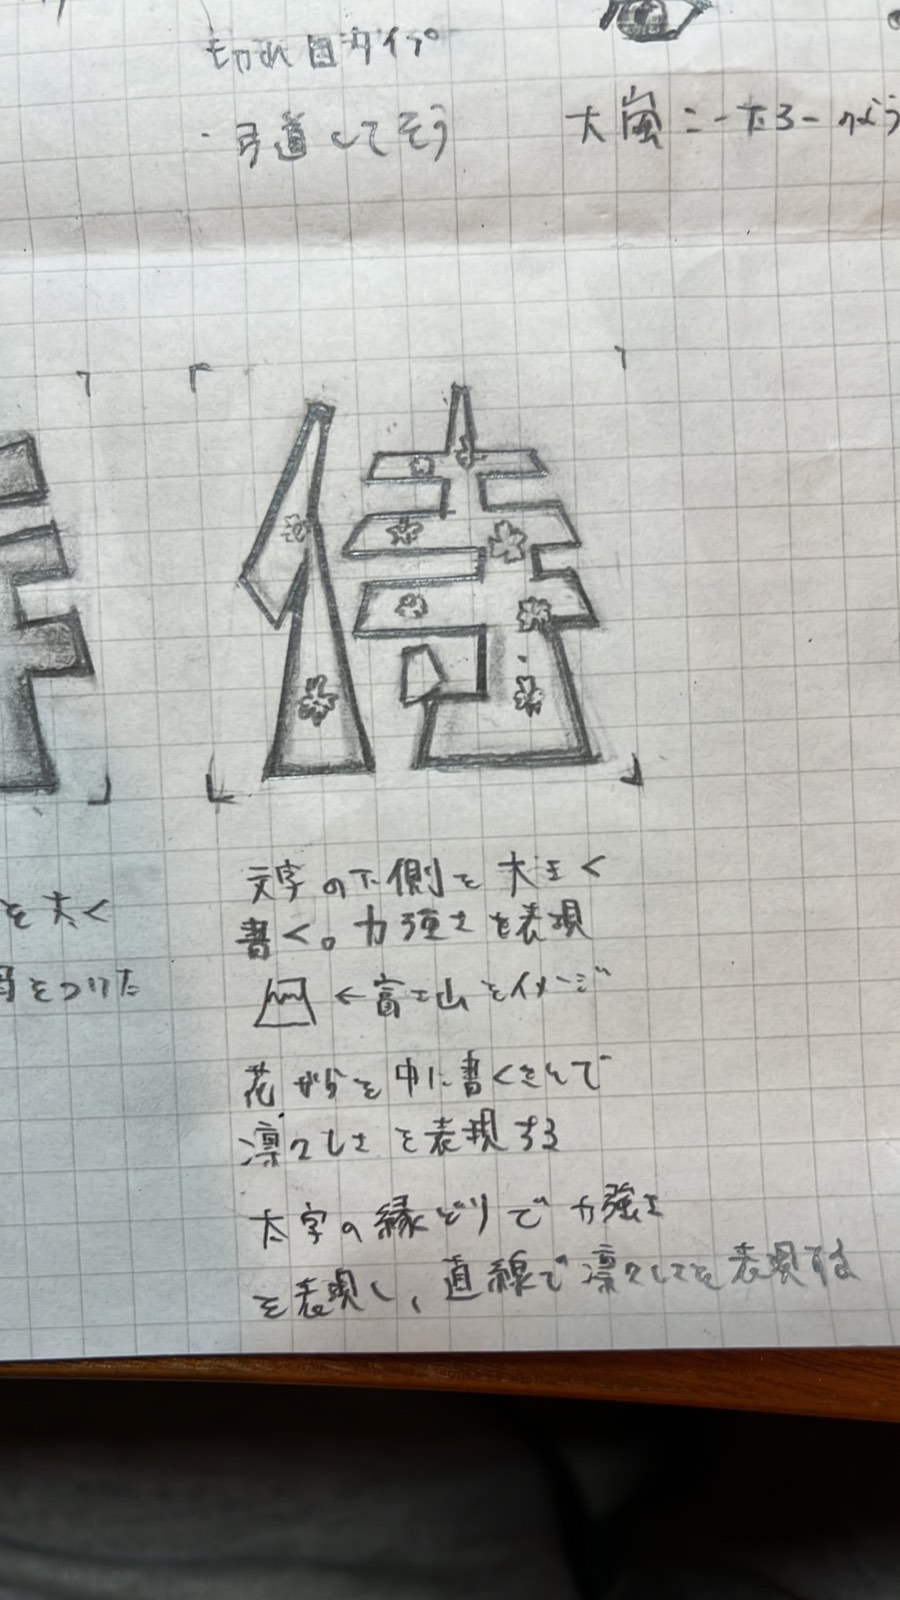 切れ目タイプ
・弓道してそう
大嵐こーたろーのよう
侍
を太く
をつけた
文字の下側を大きく
書く。力強さを表現
←富士山をイメージ
花がらを中に書くことで
凛々しさを表現する
太字の縁どりで力強さ
を表現し、直線で凛々しさを表現する